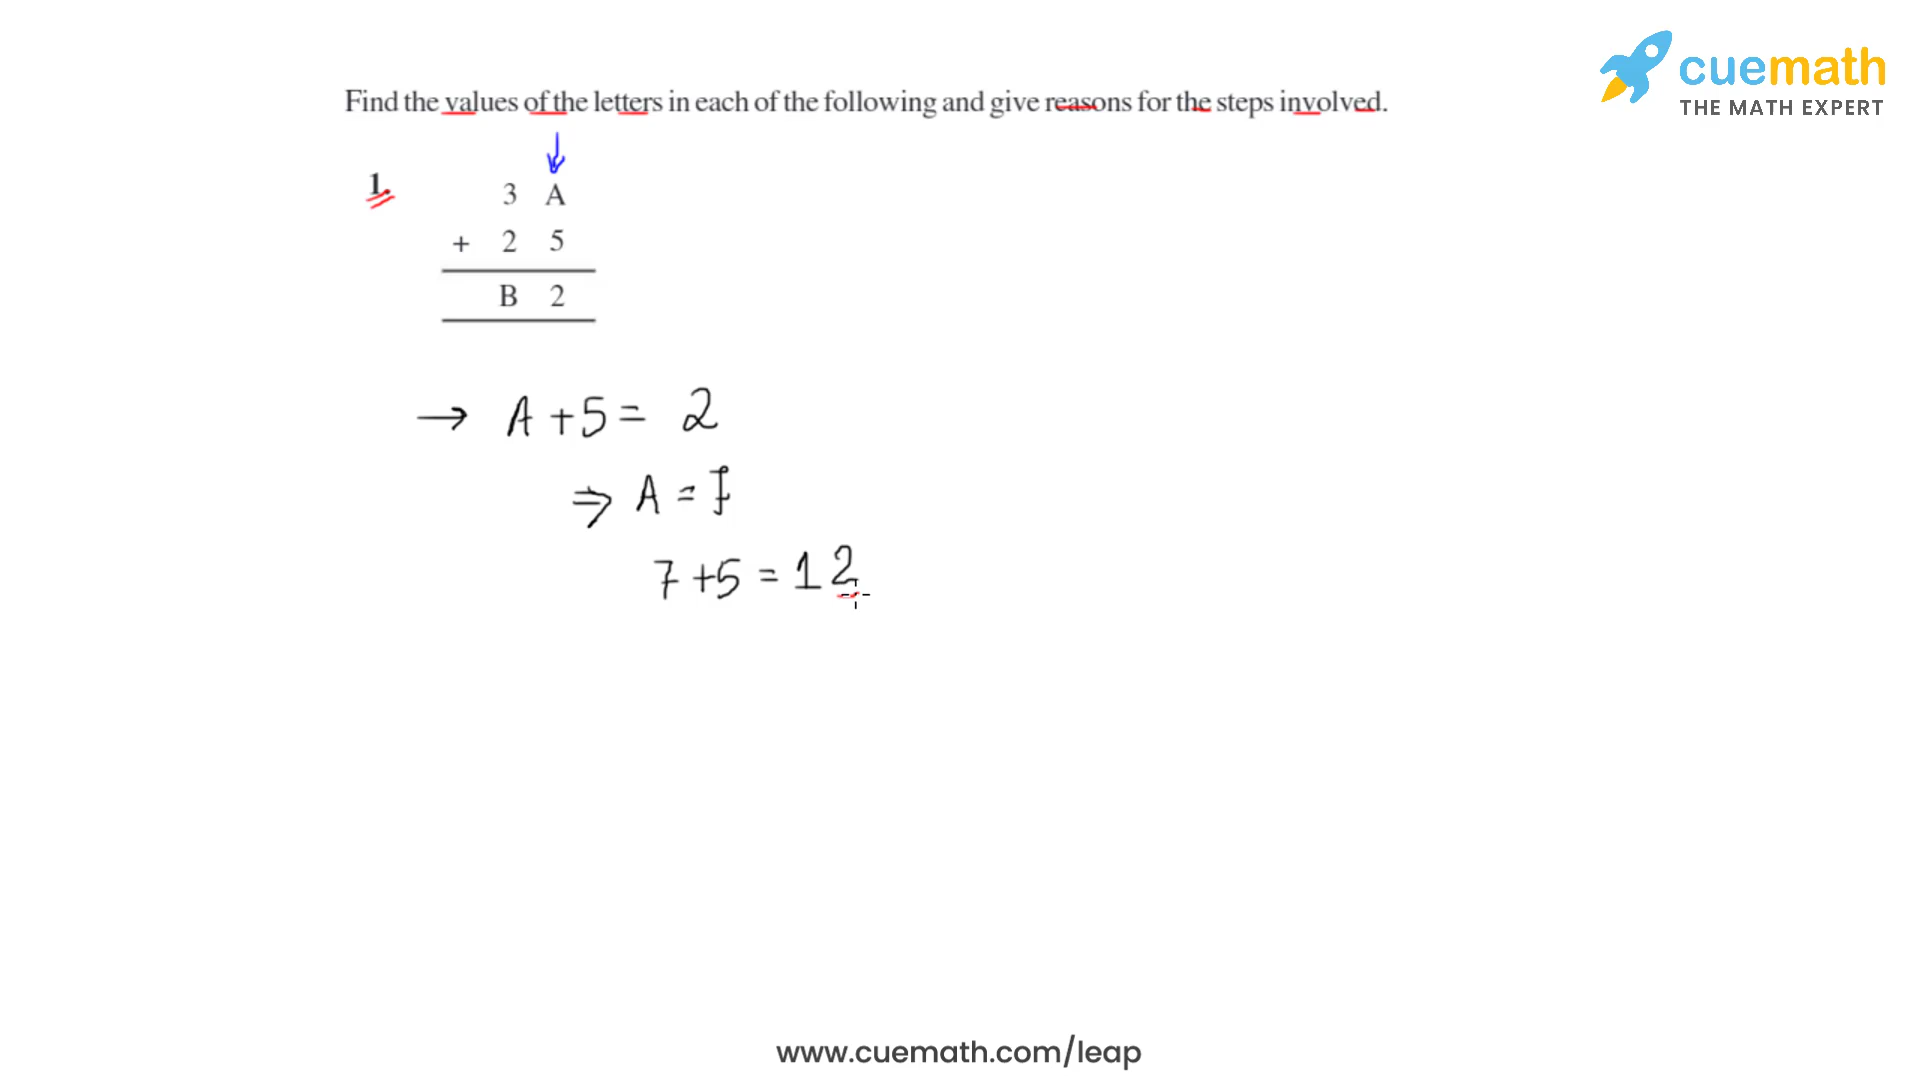 cuemath
THE MATH EXPERT
Find the values of the letters in each of the following and give reasons for the steps involved.
1.
3 A
+ 2 5
B 2
→ A + 5 = 2
⇒ A = 7
7 + 5 = 12
www.cuemath.com/leap